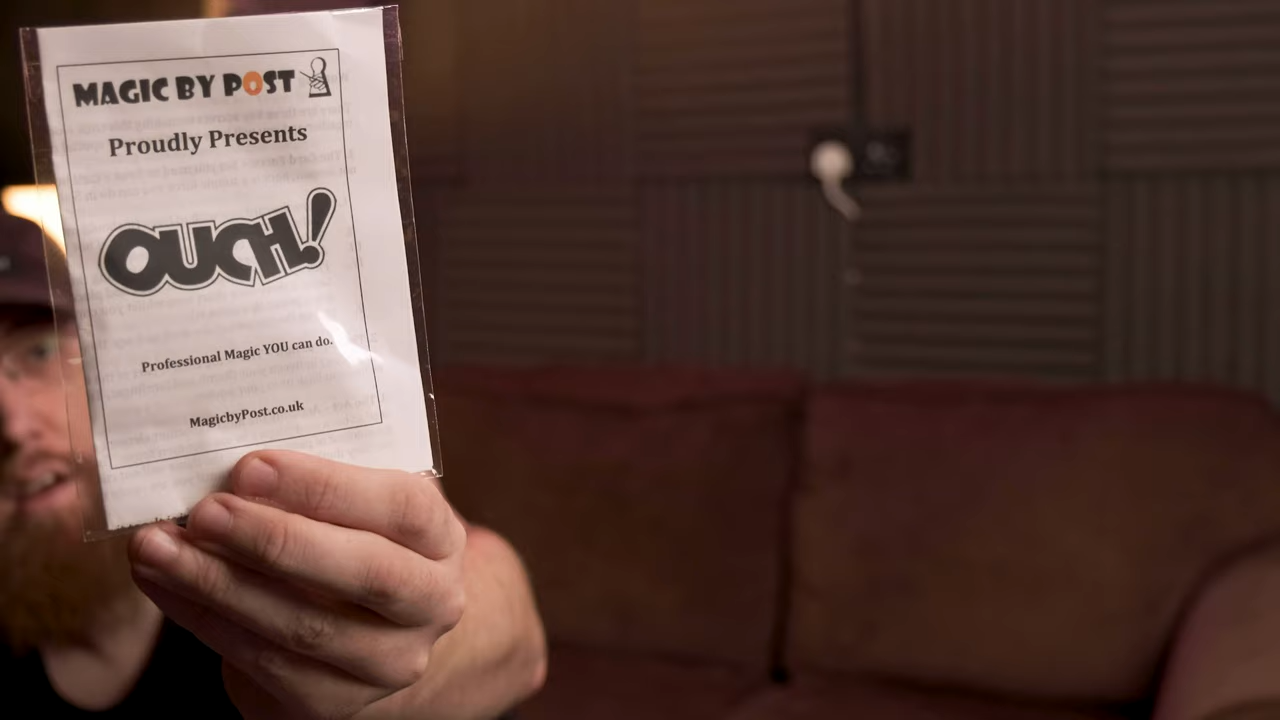 MAGIC BY POST
Proudly Presents
OUCH!
Professional Magic YOU can do.
MagicbyPost.co.uk